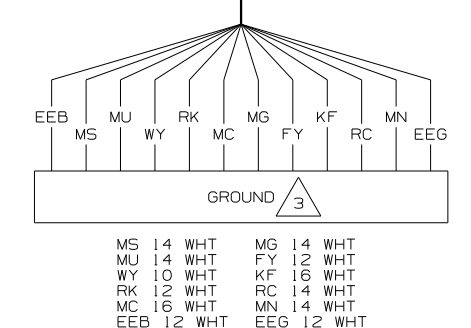 EEB MU RK MG KF MN
MS WY MC FY RC EEG
GROUND 3
MS 14 WHT MG 14 WHT
MU 14 WHT FY 12 WHT
WY 10 WHT KF 16 WHT
RK 12 WHT RC 14 WHT
MC 16 WHT MN 14 WHT
EEB 12 WHT EEG 12 WHT